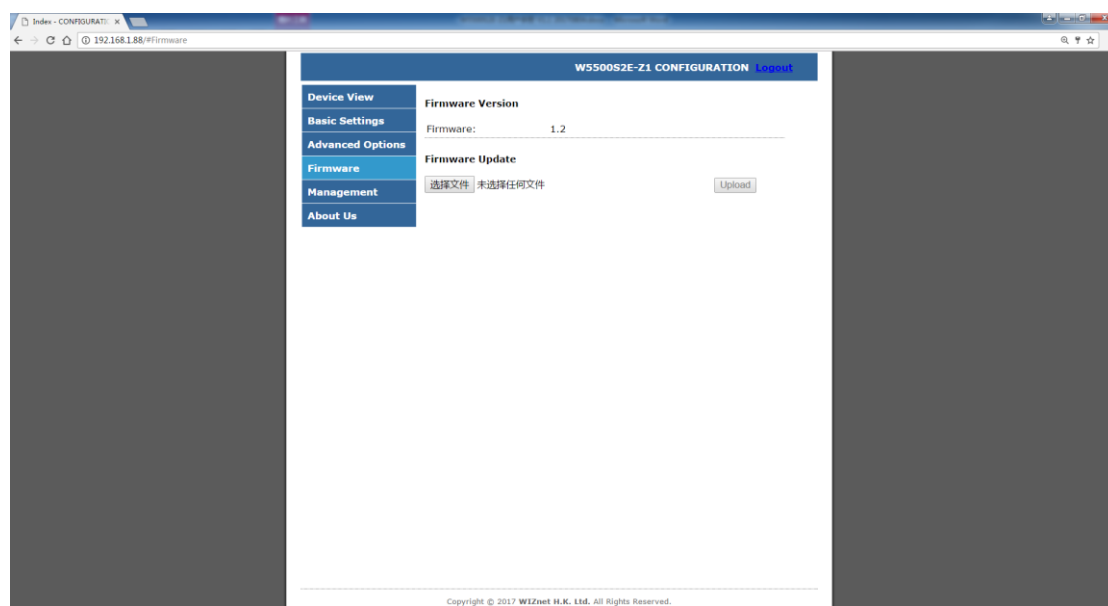 Index - CONFIGURATI
192.168.1.88/#Firmware
W5500S2E-Z1 CONFIGURATION Logout
Device View
Basic Settings
Advanced Options
Firmware
Management
About Us
Firmware Version
Firmware: 1.2
Firmware Update
选择文件 未选择任何文件 Upload
Copyright © 2017 WIZnet H.K. Ltd. All Rights Reserved.